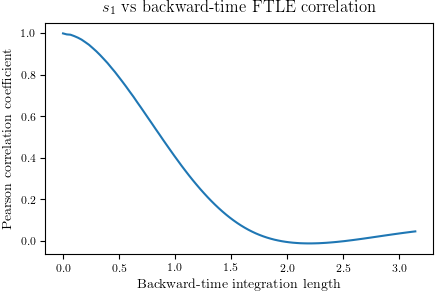 s₁ vs backward-time FTLE correlation
Pearson correlation coefficient
1.0
0.8
0.6
0.4
0.2
0.0
0.0 0.5 1.0 1.5 2.0 2.5 3.0
Backward-time integration length